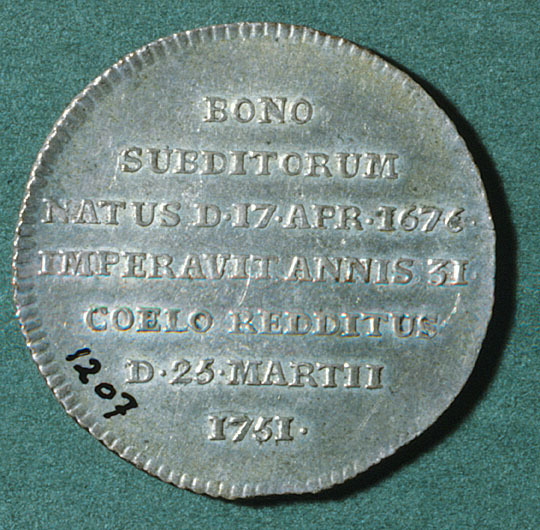 BONO
SUBDITORUM
NATUS D·17·APR·1676·
IMPERAVIT ANNIS 31
COELO REDDITUS
D·25·MARTII
1751·
1207